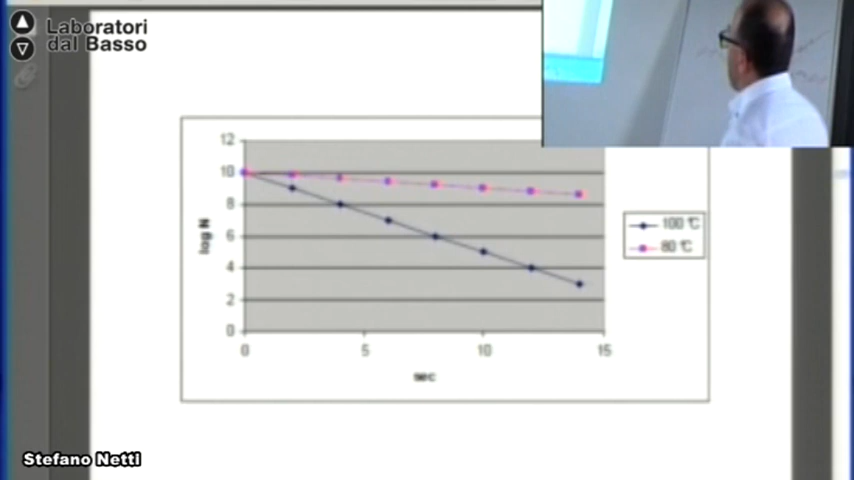 Laboratori
dal Basso
12
10
8
6
4
2
0
log N
0 5 10 15
sec
100 °C
80 °C
Stefano Netti